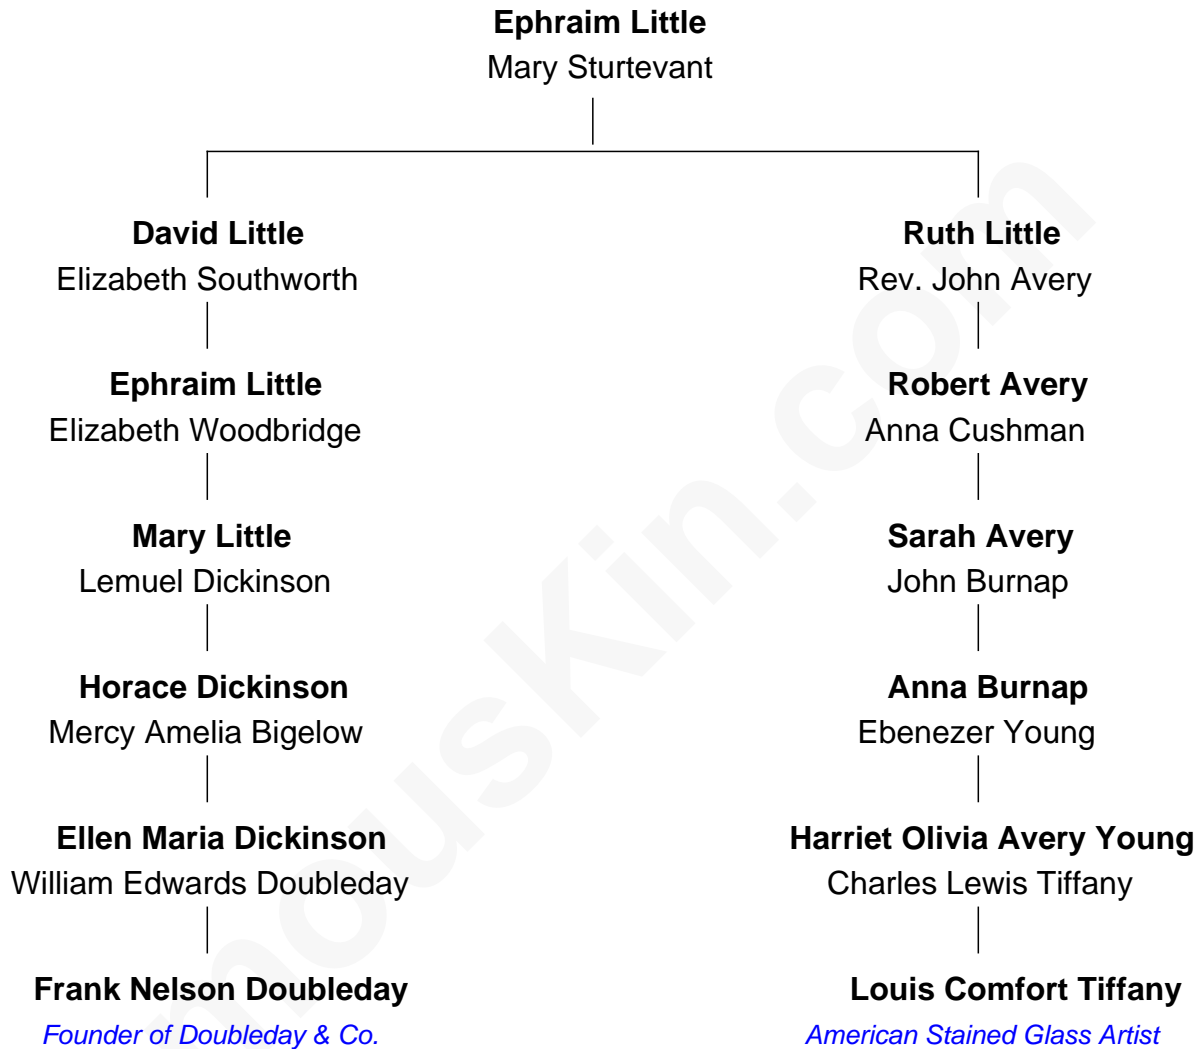 Ephraim Little
Mary Sturtevant
David Little
Elizabeth Southworth
Ruth Little
Rev. John Avery
Ephraim Little
Elizabeth Woodbridge
Robert Avery
Anna Cushman
Mary Little
Lemuel Dickinson
Sarah Avery
John Burnap
Horace Dickinson
Mercy Amelia Bigelow
Anna Burnap
Ebenezer Young
Ellen Maria Dickinson
William Edwards Doubleday
Harriet Olivia Avery Young
Charles Lewis Tiffany
Frank Nelson Doubleday
Founder of Doubleday & Co.
Louis Comfort Tiffany
American Stained Glass Artist
mousKin.com